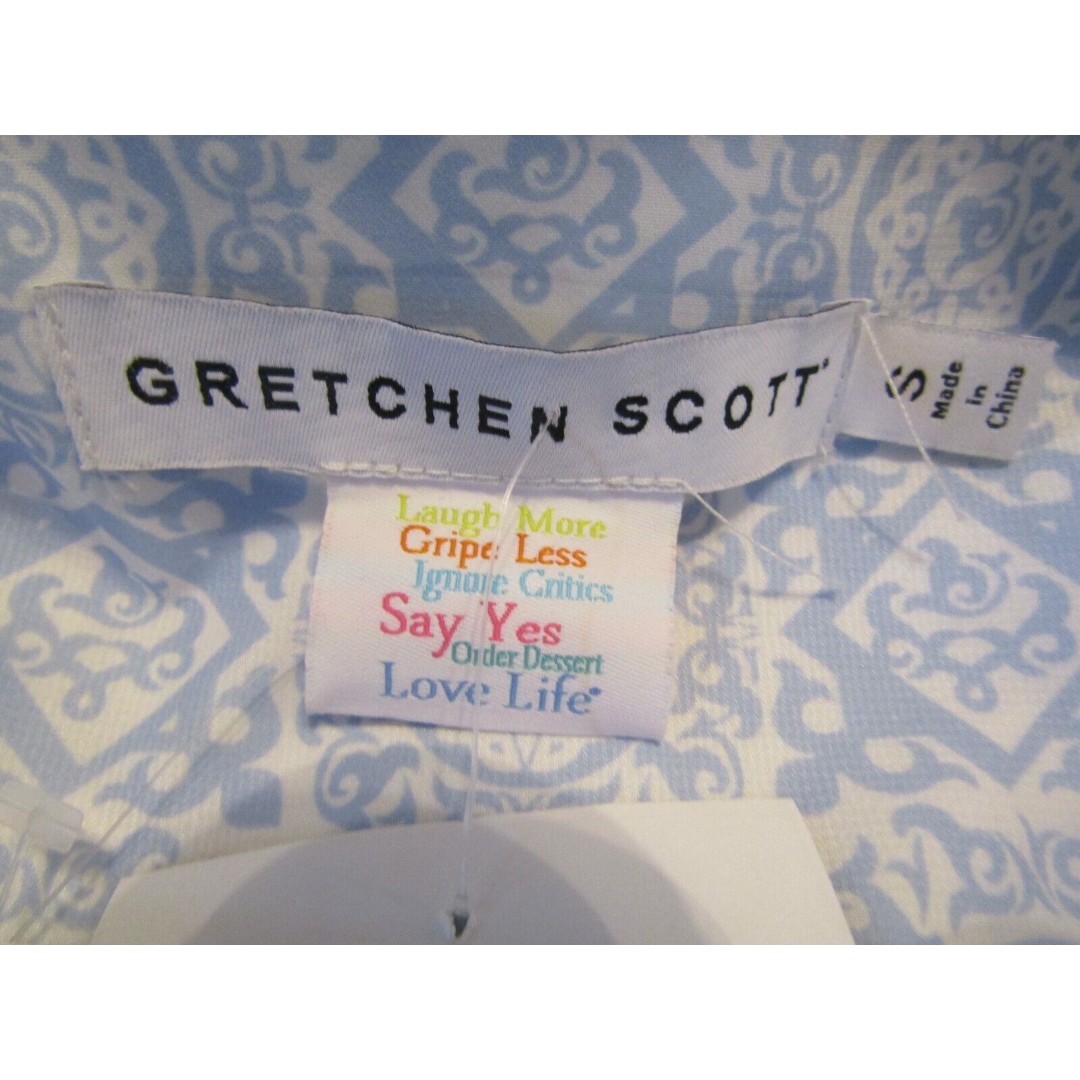 GRETCHEN SCOTT
S
Made
in
China
Laugh More
Gripe Less
Ignore Critics
Say Yes
Order Dessert
Love Life